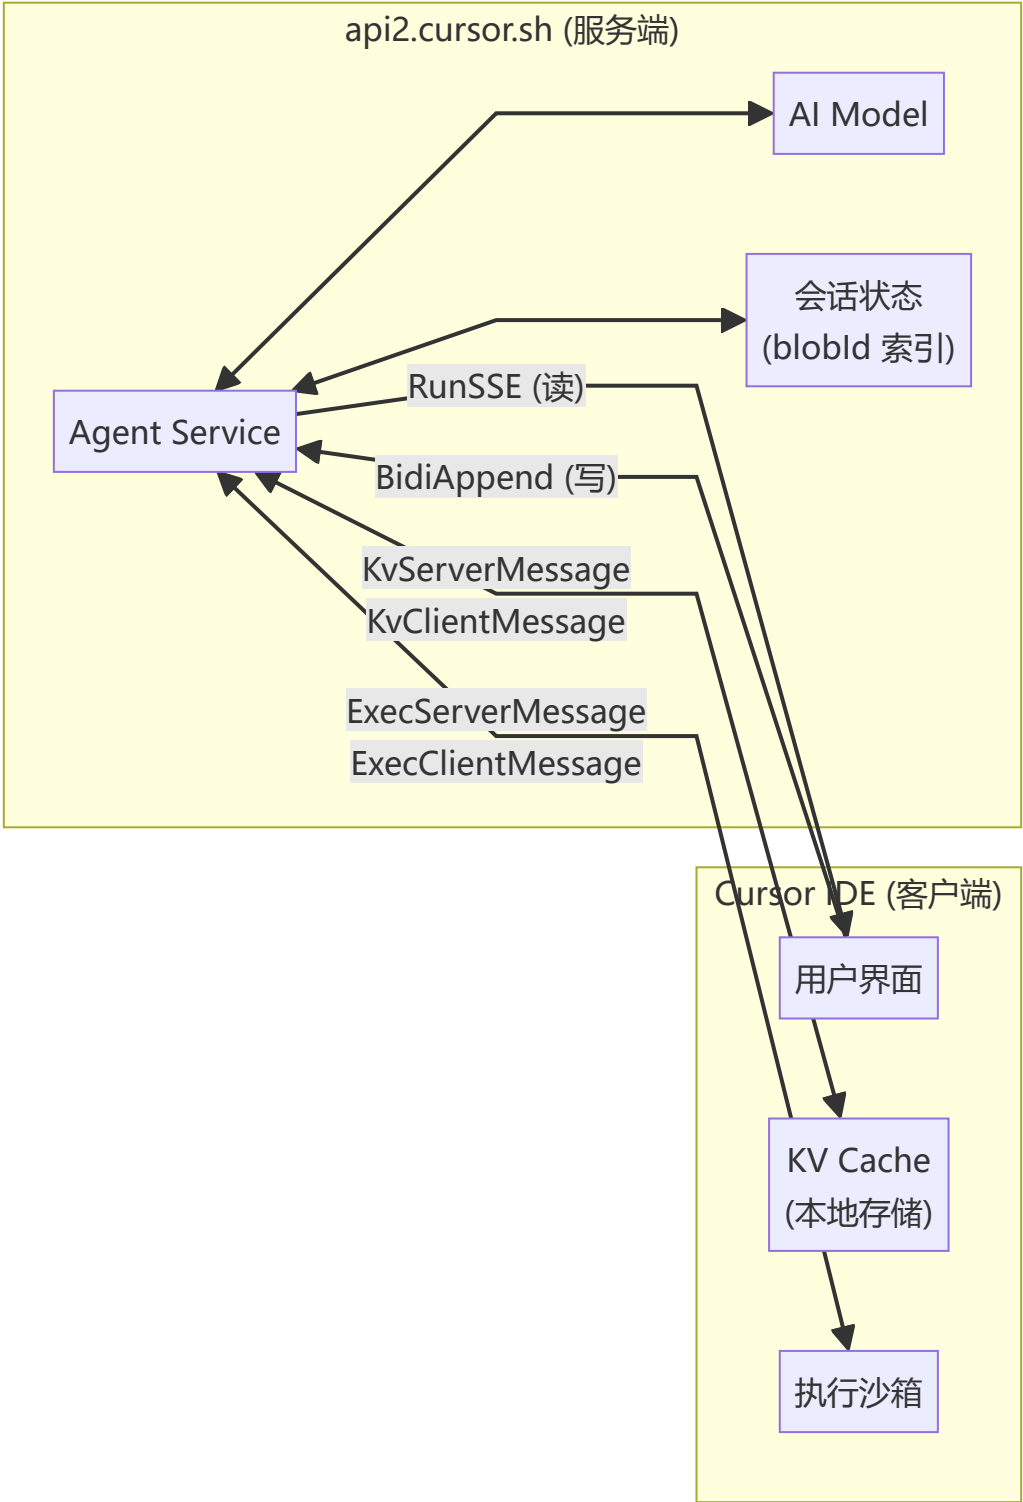 api2.cursor.sh (服务端)
AI Model
会话状态
(blobId 索引)
Agent Service
RunSSE (读)
BidiAppend (写)
KvServerMessage
KvClientMessage
ExecServerMessage
ExecClientMessage
Cursor IDE (客户端)
用户界面
KV Cache
(本地存储)
执行沙箱